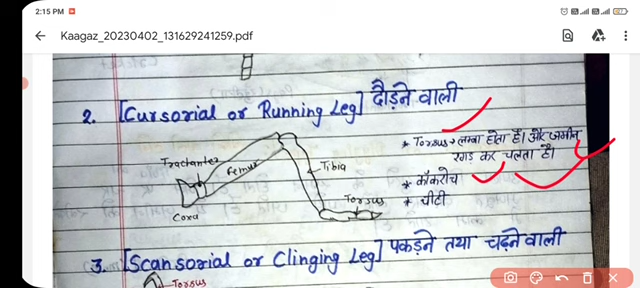 2:15 PM
Kaagaz_20230402_131629241259.pdf
2. [Cursorial or Running Leg] दौड़ने वाली
Tractanter
femur
Tibia
Coxa
Torsus
* Torsus → लम्बा होता है। और जमीन
रगड़ कर चलता है।
* कॉकरोच
* चीटी
3. [Scansorial or Clinging Leg] पकड़ने तथा चढ़ने वाली
Torsus